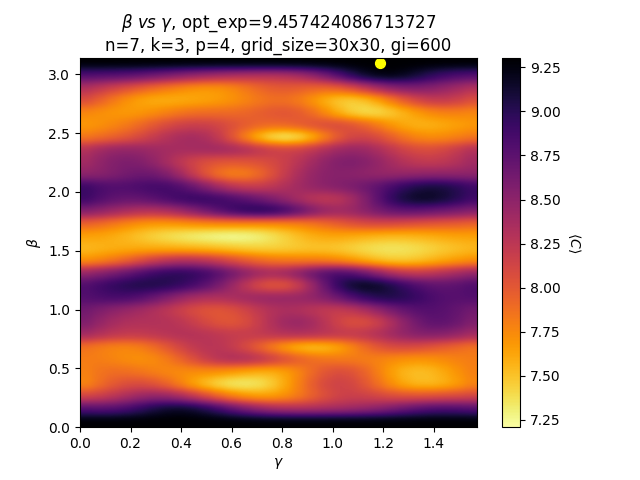 β vs γ, opt_exp=9.457424086713727
n=7, k=3, p=4, grid_size=30x30, gi=600
3.0
2.5
2.0
1.5
1.0
0.5
0.0
β
0.0 0.2 0.4 0.6 0.8 1.0 1.2 1.4
γ
9.25
9.00
8.75
8.50
8.25
8.00
7.75
7.50
7.25
⟨C⟩